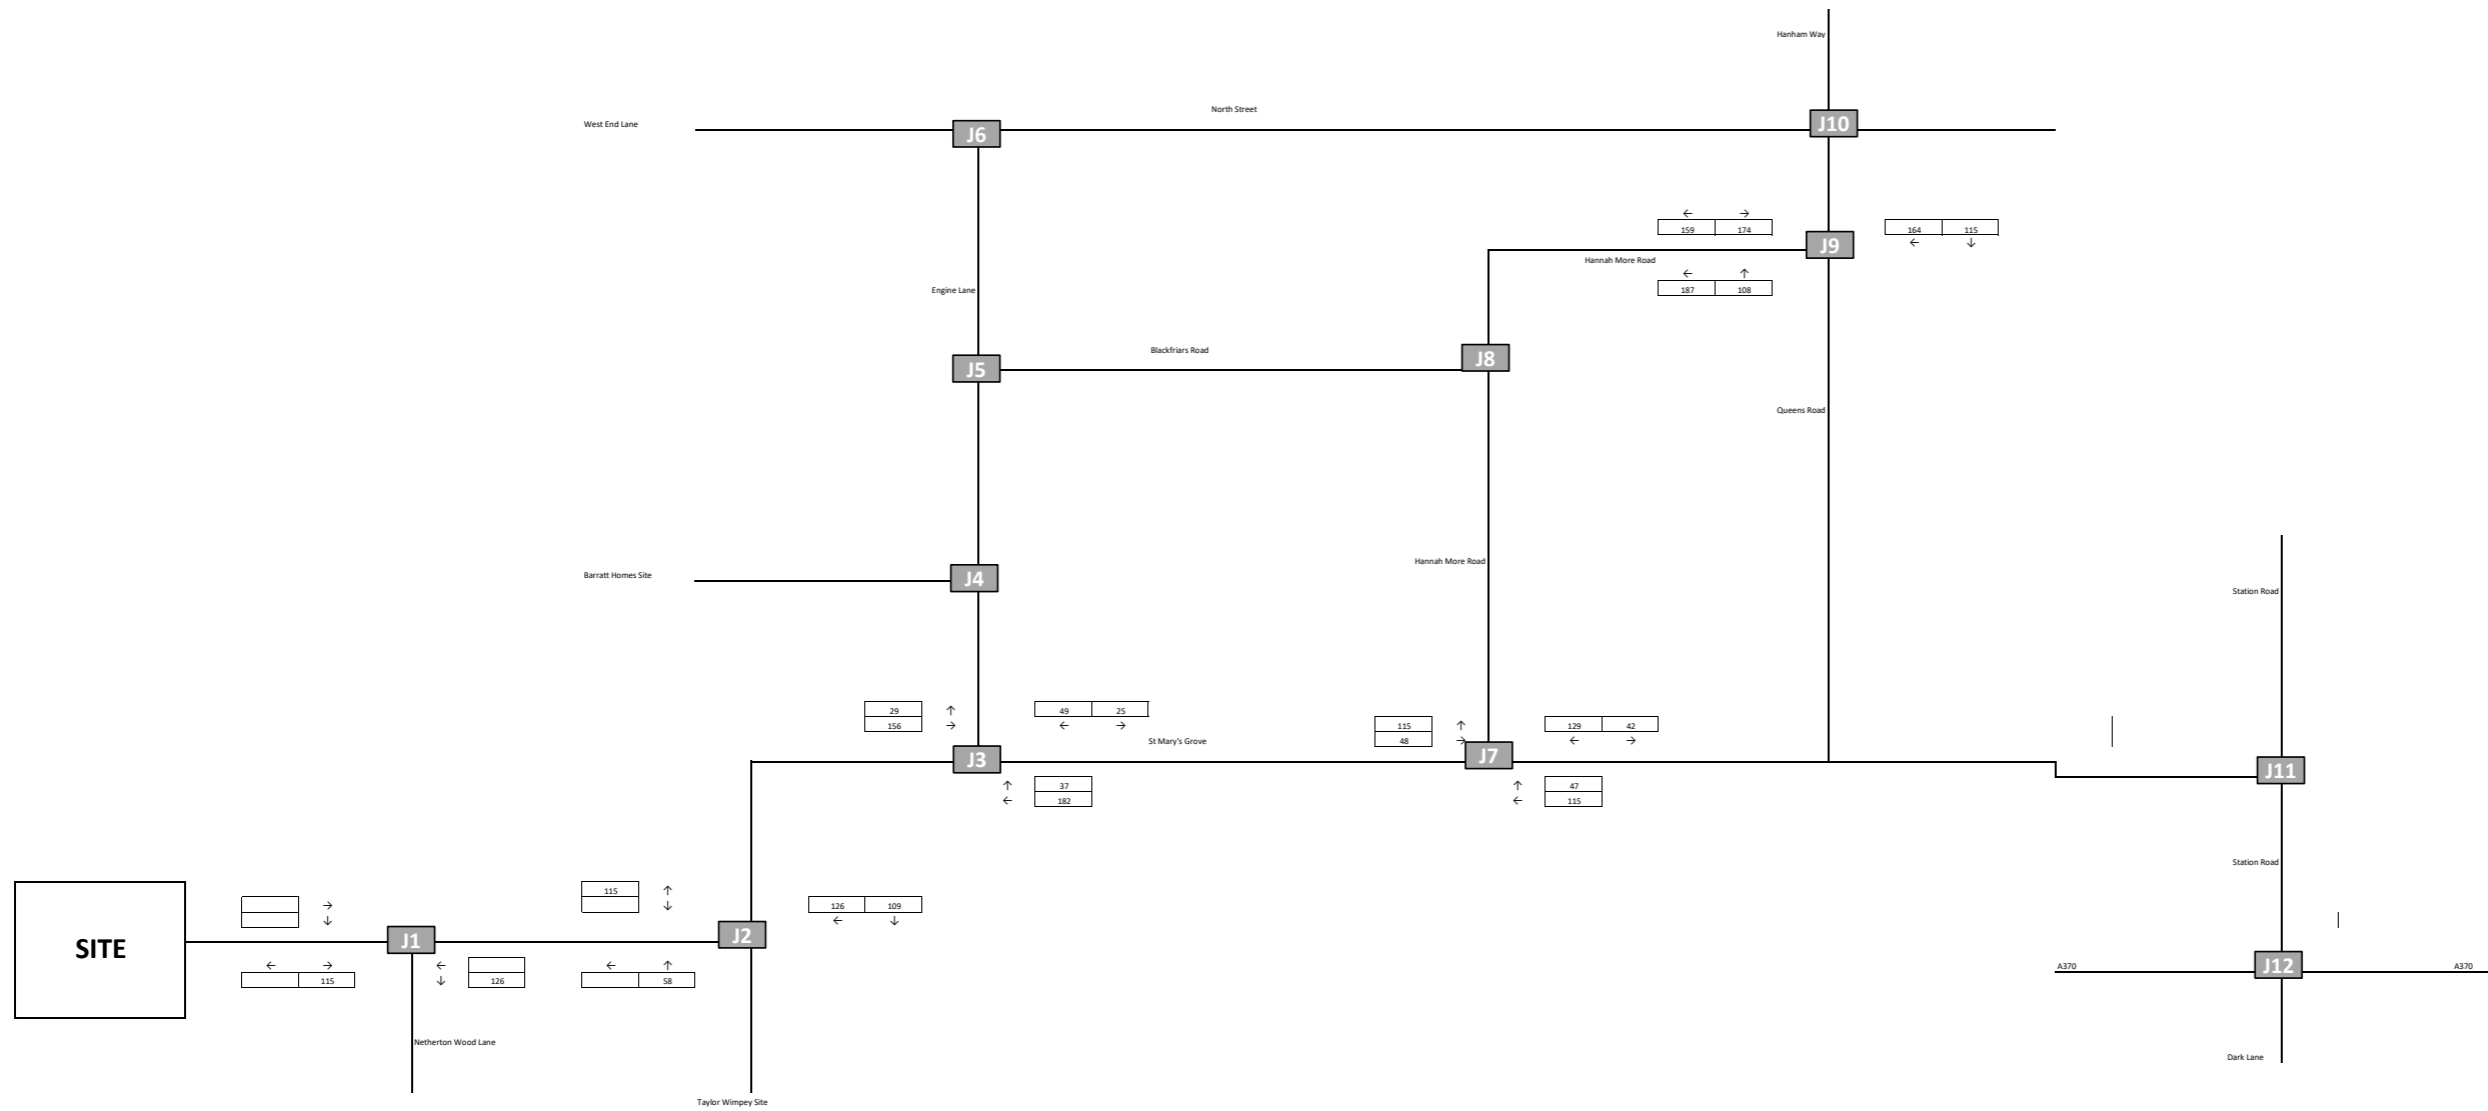 Hanham Way
North Street
West End Lane
J6
J10
← →
159 174
164 115
← ↓
J9
Hannah More Road
← ↑
187 108
Engine Lane
Blackfriars Road
J8
J5
Queens Road
Hannah More Road
Barratt Homes Site
J4
Station Road
29 ↑
156 →
49 25
← →
115 ↑
48 →
129 42
← →
St Mary's Grove
J3
J7
J11
↑ 37
← 182
↑ 47
← 115
Station Road
115 ↑
↓
→
↓
126 109
← ↓
SITE
J1
J2
← →
115
←
↓ 126
← ↑
58
A370
J12
A370
Netherton Wood Lane
Dark Lane
Taylor Wimpey Site